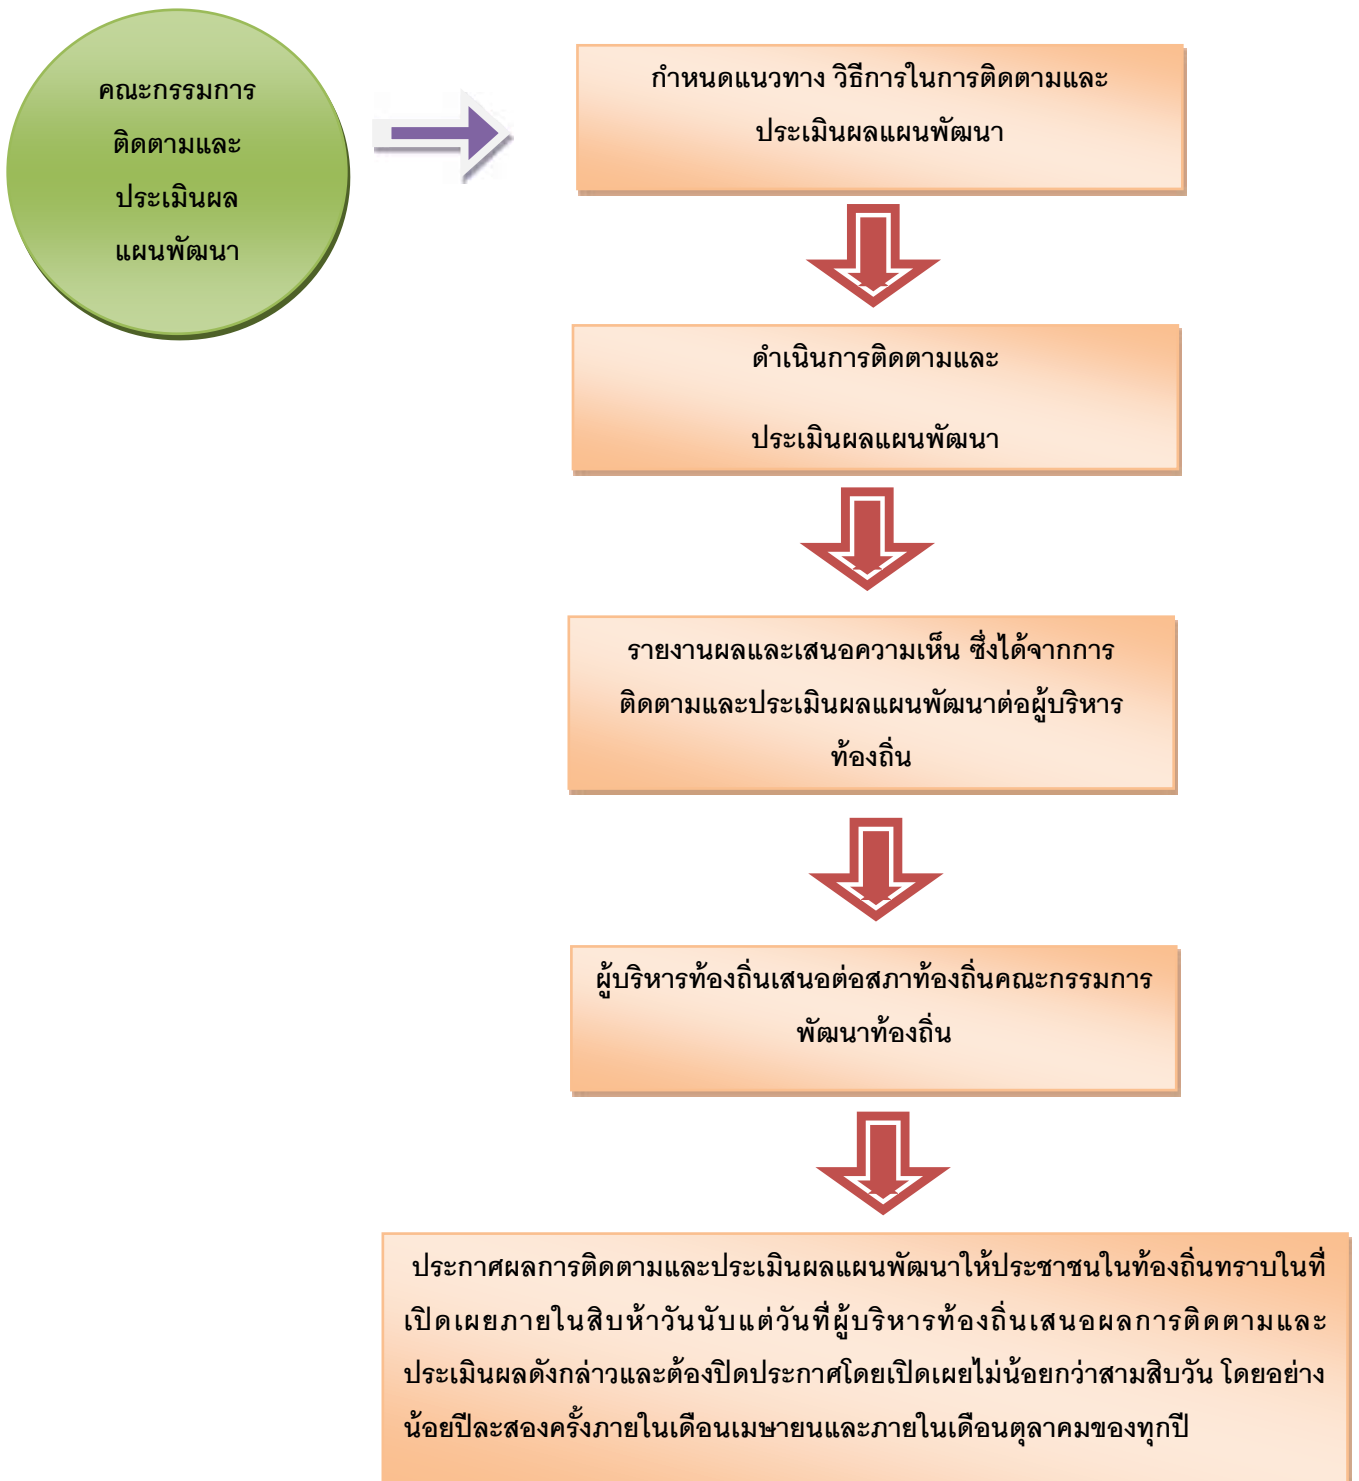 คณะกรรมการ
ติดตามและ
ประเมินผล
แผนพัฒนา
กำหนดแนวทาง วิธีการในการติดตามและ
ประเมินผลแผนพัฒนา
ดำเนินการติดตามและ
ประเมินผลแผนพัฒนา
รายงานผลและเสนอความเห็น ซึ่งได้จากการ
ติดตามและประเมินผลแผนพัฒนาต่อผู้บริหาร
ท้องถิ่น
ผู้บริหารท้องถิ่นเสนอต่อสภาท้องถิ่นคณะกรรมการ
พัฒนาท้องถิ่น
ประกาศผลการติดตามและประเมินผลแผนพัฒนาให้ประชาชนในท้องถิ่นทราบในที่
เปิดเผยภายในสิบห้าวันนับแต่วันที่ผู้บริหารท้องถิ่นเสนอผลการติดตามและ
ประเมินผลดังกล่าวและต้องปิดประกาศโดยเปิดเผยไม่น้อยกว่าสามสิบวัน โดยอย่าง
น้อยปีละสองครั้งภายในเดือนเมษายนและภายในเดือนตุลาคมของทุกปี